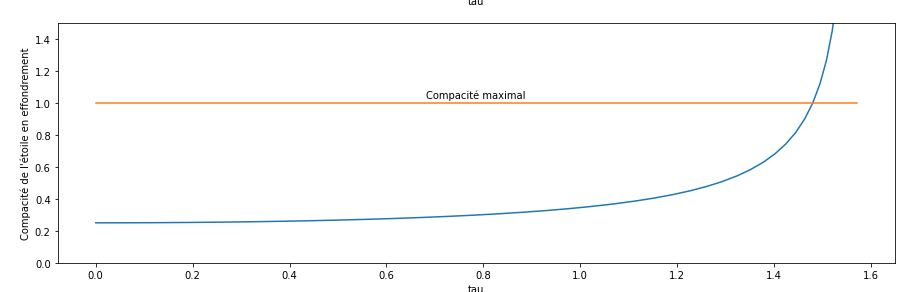 tau
Compacité de l'étoile en effondrement
1.4
1.2
1.0
0.8
0.6
0.4
0.2
0.0
Compacité maximal
0.0 0.2 0.4 0.6 0.8 1.0 1.2 1.4 1.6
tau